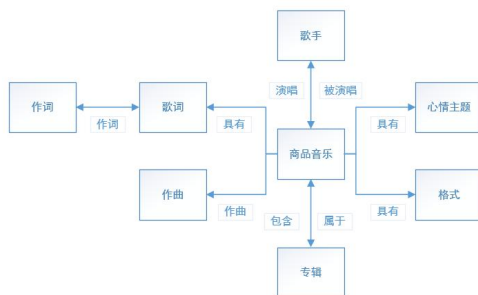 歌手
演唱 被演唱
作词 歌词 心情主题
作词 具有 具有
商品音乐
作曲 格式
作曲 包含 属于 具有
专辑